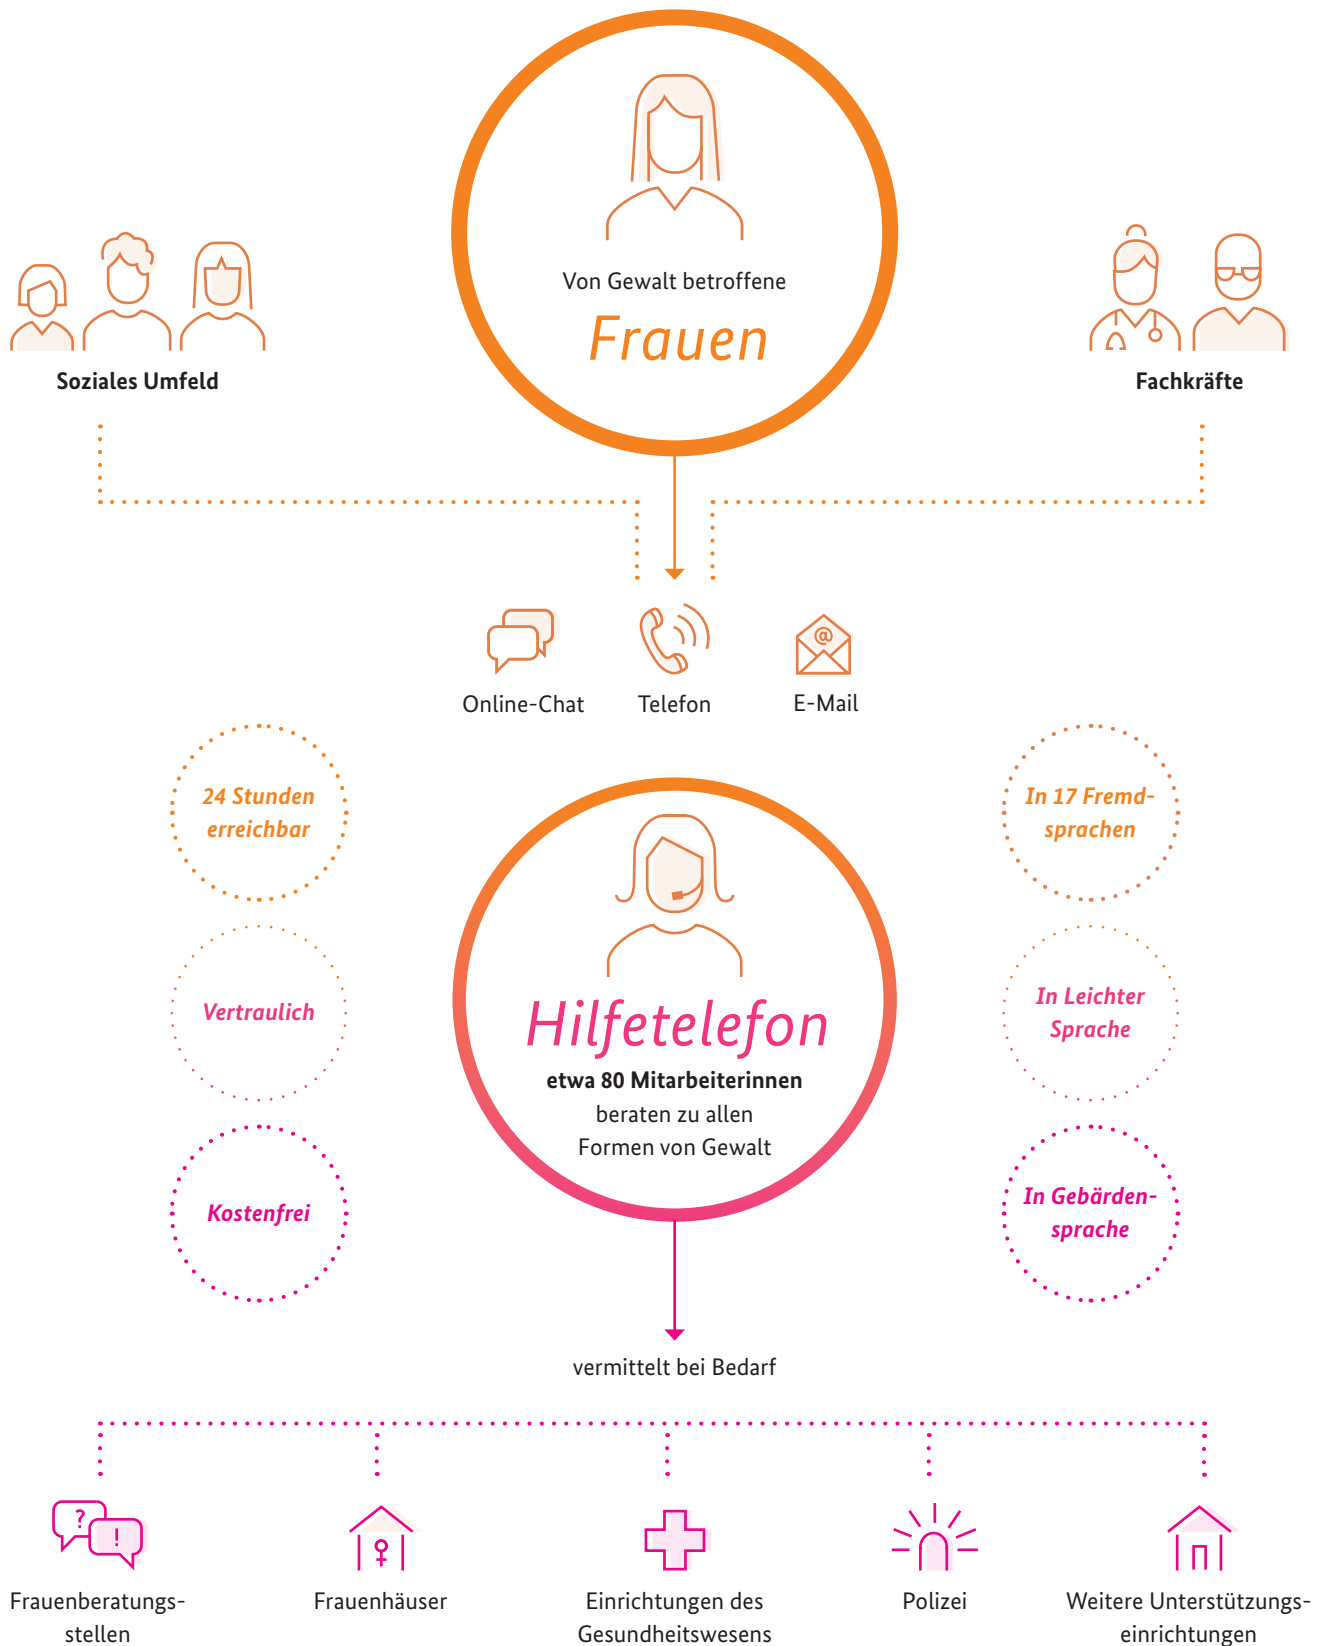 Von Gewalt betroffene
Frauen
Soziales Umfeld
Fachkräfte
@
Online-Chat
Telefon
E-Mail
24 Stunden
erreichbar
In 17 Fremd-
sprachen
Vertraulich
In Leichter
Sprache
Kostenfrei
In Gebärden-
sprache
Hilfetelefon
etwa 80 Mitarbeiterinnen
beraten zu allen
Formen von Gewalt
vermittelt bei Bedarf
?
!
Frauenberatungs-
stellen
Frauenhäuser
Einrichtungen des
Gesundheitswesens
Polizei
Weitere Unterstützungs-
einrichtungen